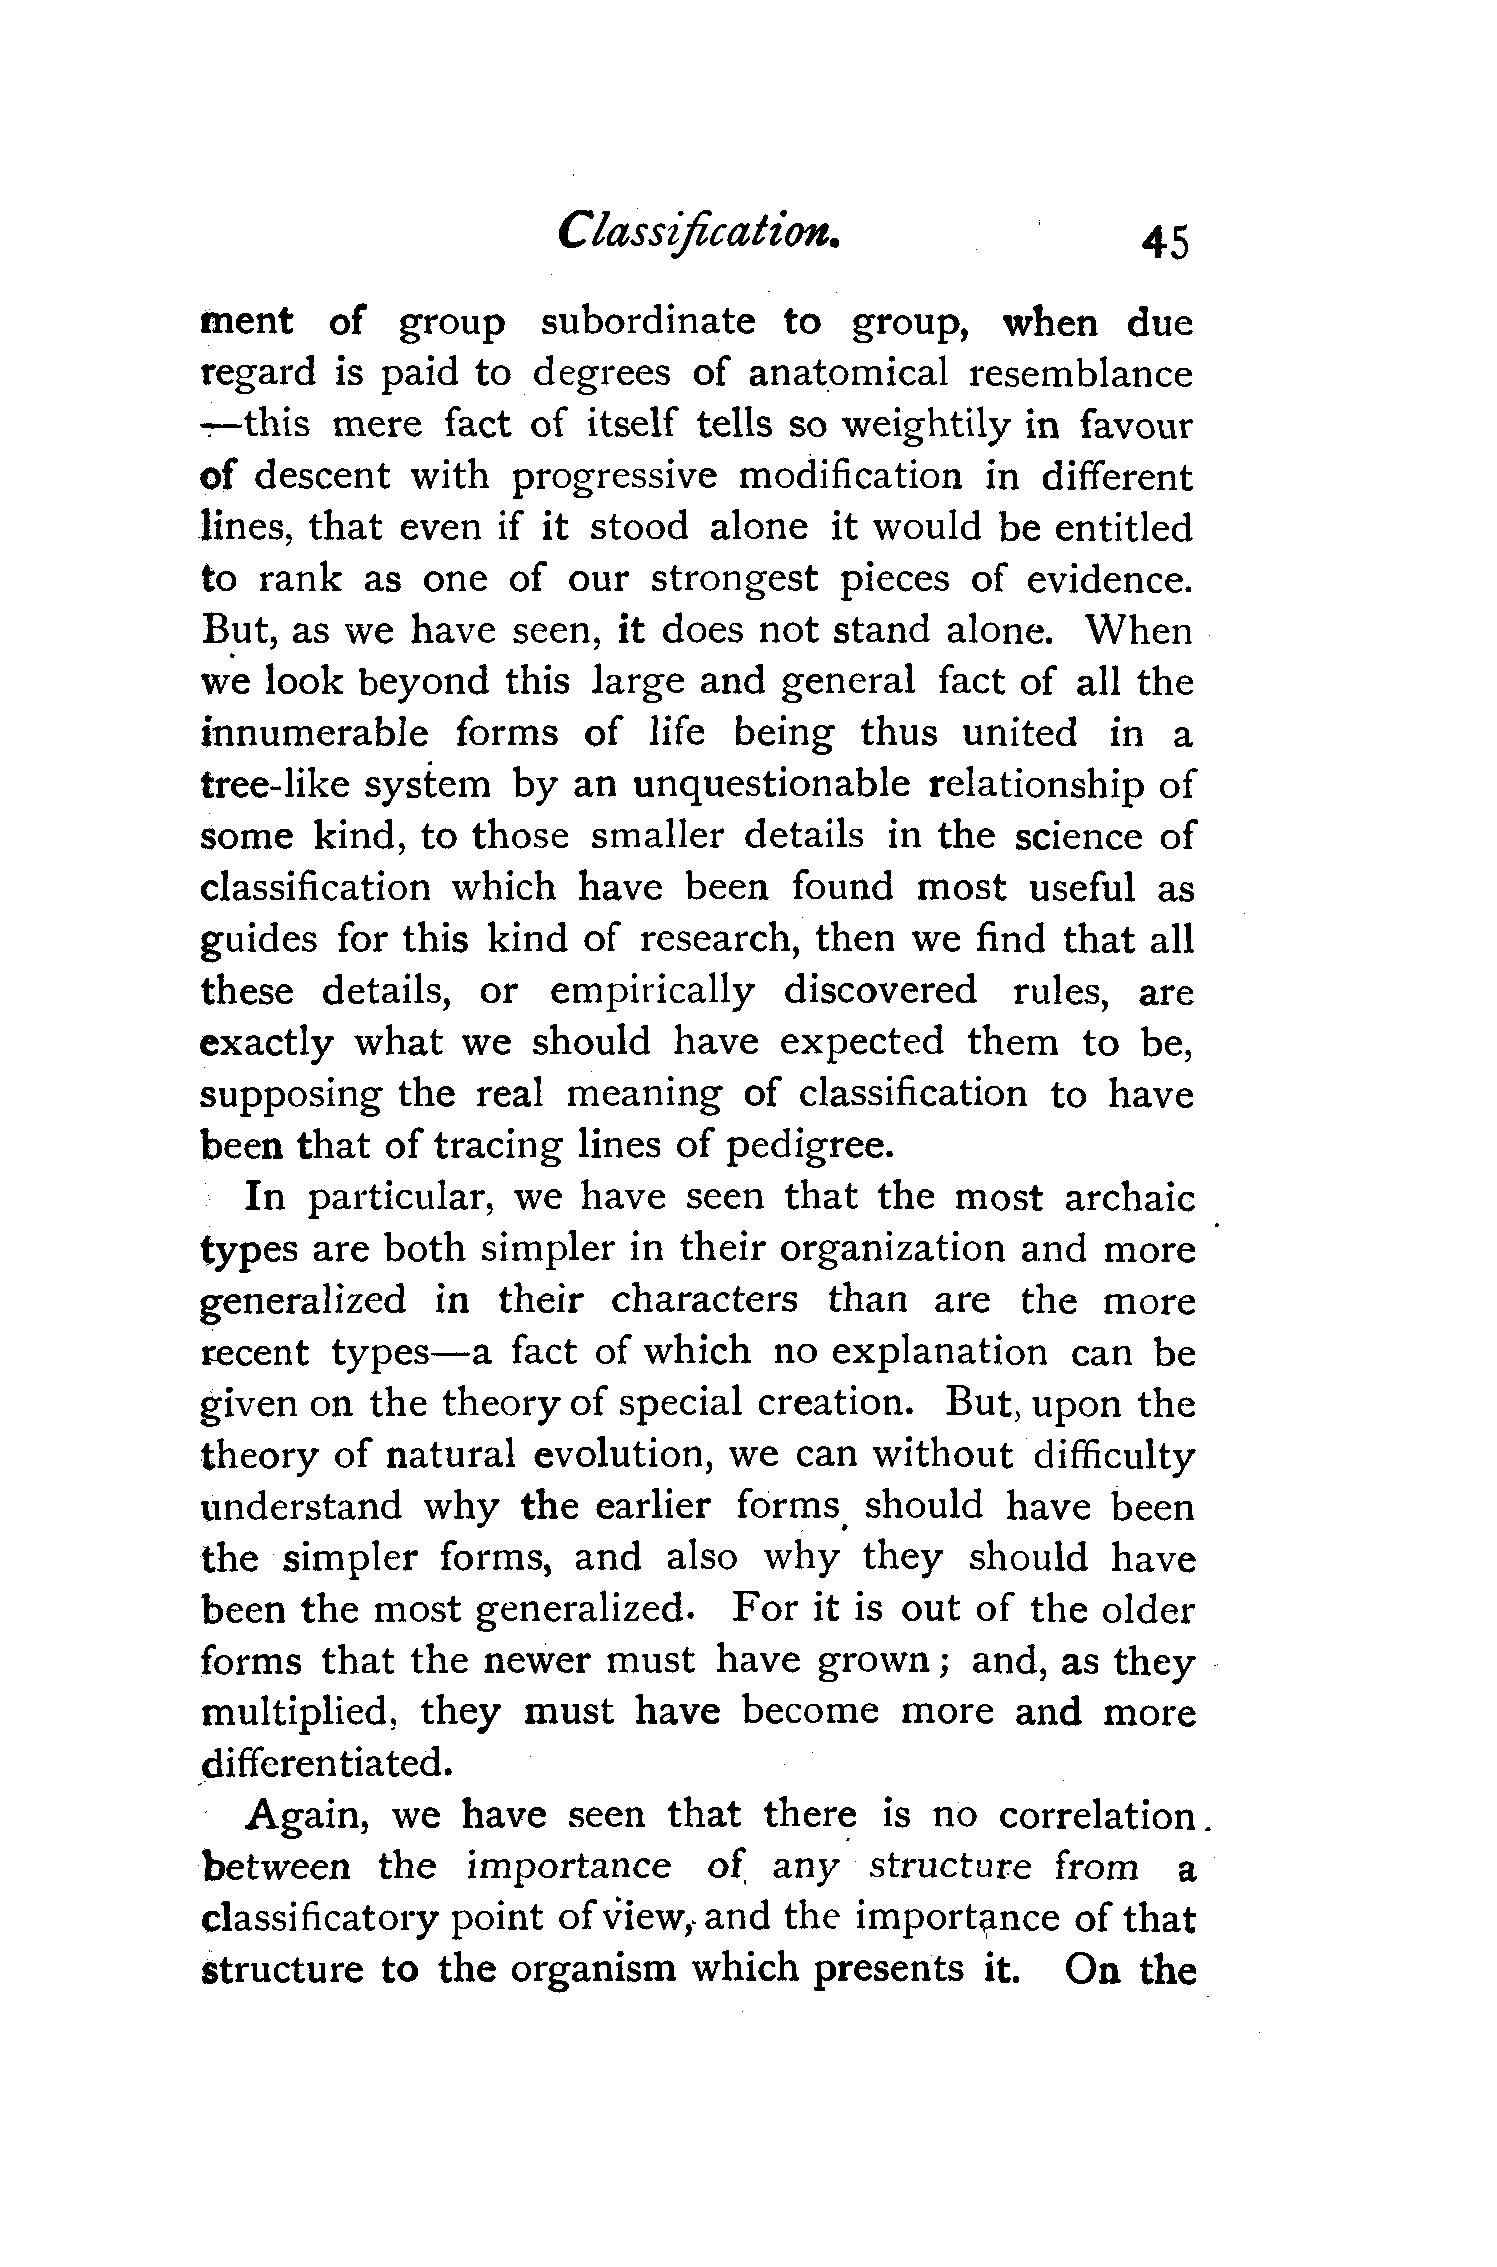 Classification. 45
ment of group subordinate to group, when due
regard is paid to degrees of anatomical resemblance
—this mere fact of itself tells so weightily in favour
of descent with progressive modification in different
lines, that even if it stood alone it would be entitled
to rank as one of our strongest pieces of evidence.
But, as we have seen, it does not stand alone. When
we look beyond this large and general fact of all the
innumerable forms of life being thus united in a
tree-like system by an unquestionable relationship of
some kind, to those smaller details in the science of
classification which have been found most useful as
guides for this kind of research, then we find that all
these details, or empirically discovered rules, are
exactly what we should have expected them to be,
supposing the real meaning of classification to have
been that of tracing lines of pedigree.
In particular, we have seen that the most archaic
types are both simpler in their organization and more
generalized in their characters than are the more
recent types—a fact of which no explanation can be
given on the theory of special creation. But, upon the
theory of natural evolution, we can without difficulty
understand why the earlier forms should have been
the simpler forms, and also why they should have
been the most generalized. For it is out of the older
forms that the newer must have grown; and, as they
multiplied, they must have become more and more
differentiated.
Again, we have seen that there is no correlation
between the importance of any structure from a
classificatory point of view, and the importance of that
structure to the organism which presents it. On the